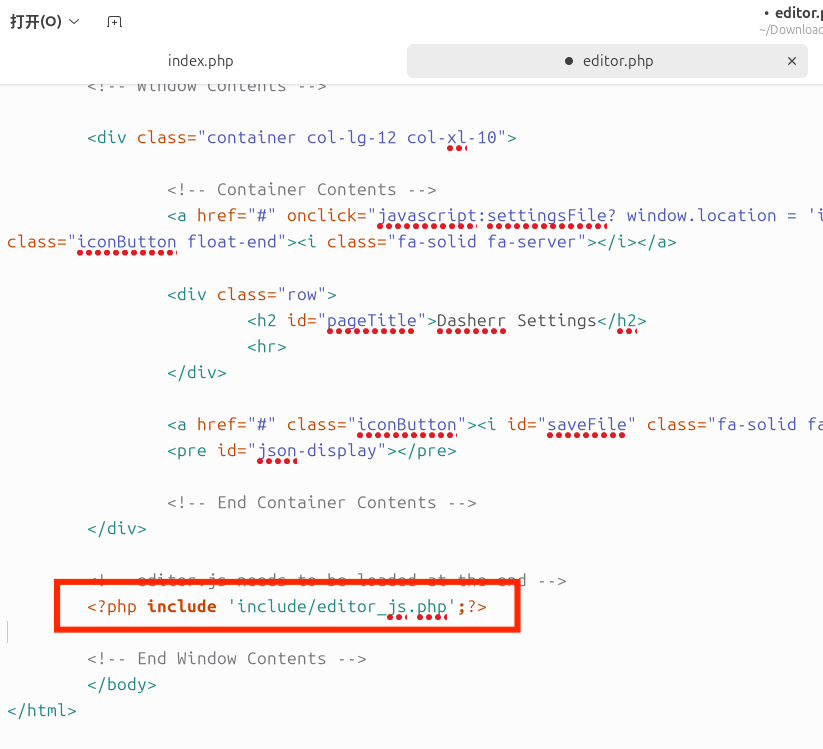 打开(O)
• editor.p
~/Download
index.php
● editor.php ×
<!-- Window Contents -->
<div class="container col-lg-12 col-xl-10">
<!-- Container Contents -->
<a href="#" onclick="javascript:settingsFile? window.location = 'i
class="iconButton float-end"><i class="fa-solid fa-server"></i></a>
<div class="row">
<h2 id="pageTitle">Dasherr Settings</h2>
<hr>
</div>
<a href="#" class="iconButton"><i id="saveFile" class="fa-solid fa
<pre id="json-display"></pre>
<!-- End Container Contents -->
</div>
<!-- editor.js needs to be loaded at the end -->
<?php include 'include/editor_js.php';?>
<!-- End Window Contents -->
</body>
</html>